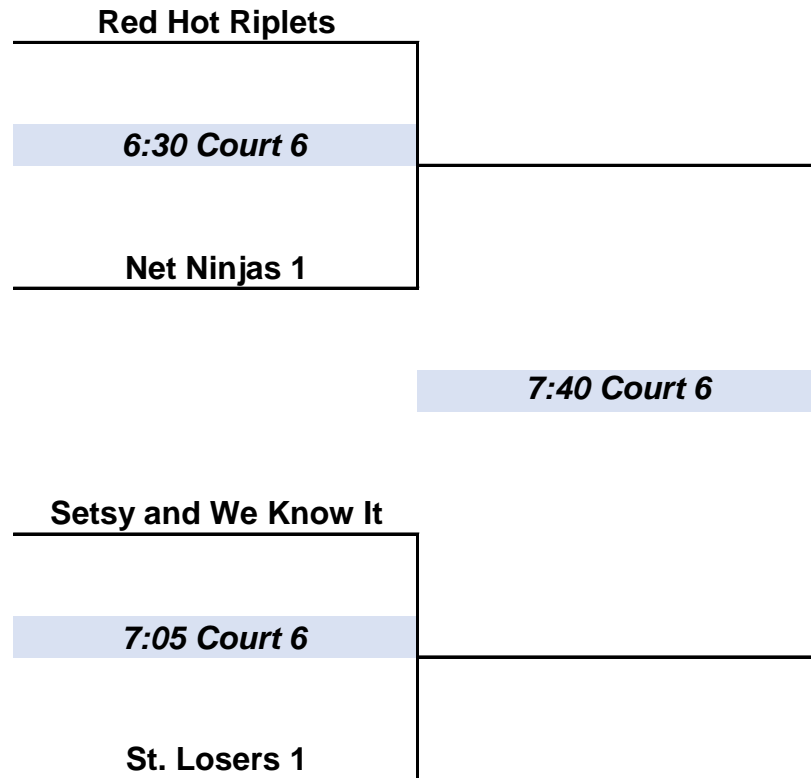 Red Hot Riplets
6:30 Court 6
Net Ninjas 1
7:40 Court 6
Setsy and We Know It
7:05 Court 6
St. Losers 1